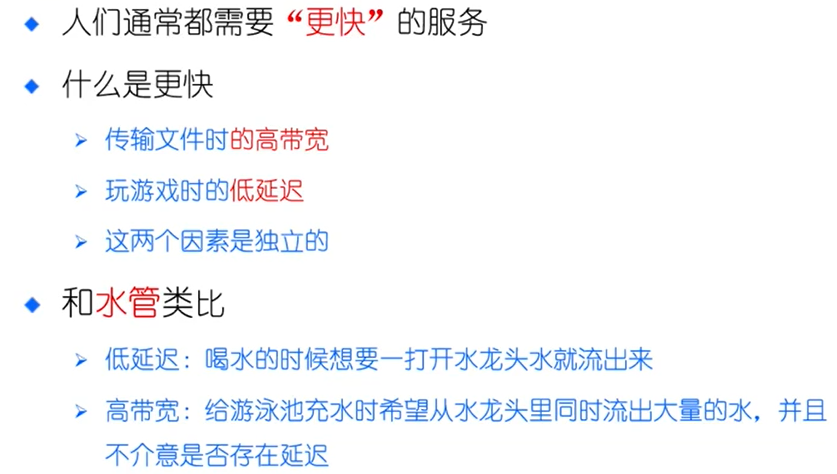 人们通常都需要“更快”的服务
什么是更快
传输文件时的高带宽
玩游戏时的低延迟
这两个因素是独立的
和水管类比
低延迟：喝水的时候想要一打开水龙头水就流出来
高带宽：给游泳池充水时希望从水龙头里同时流出大量的水，并且
不介意是否存在延迟